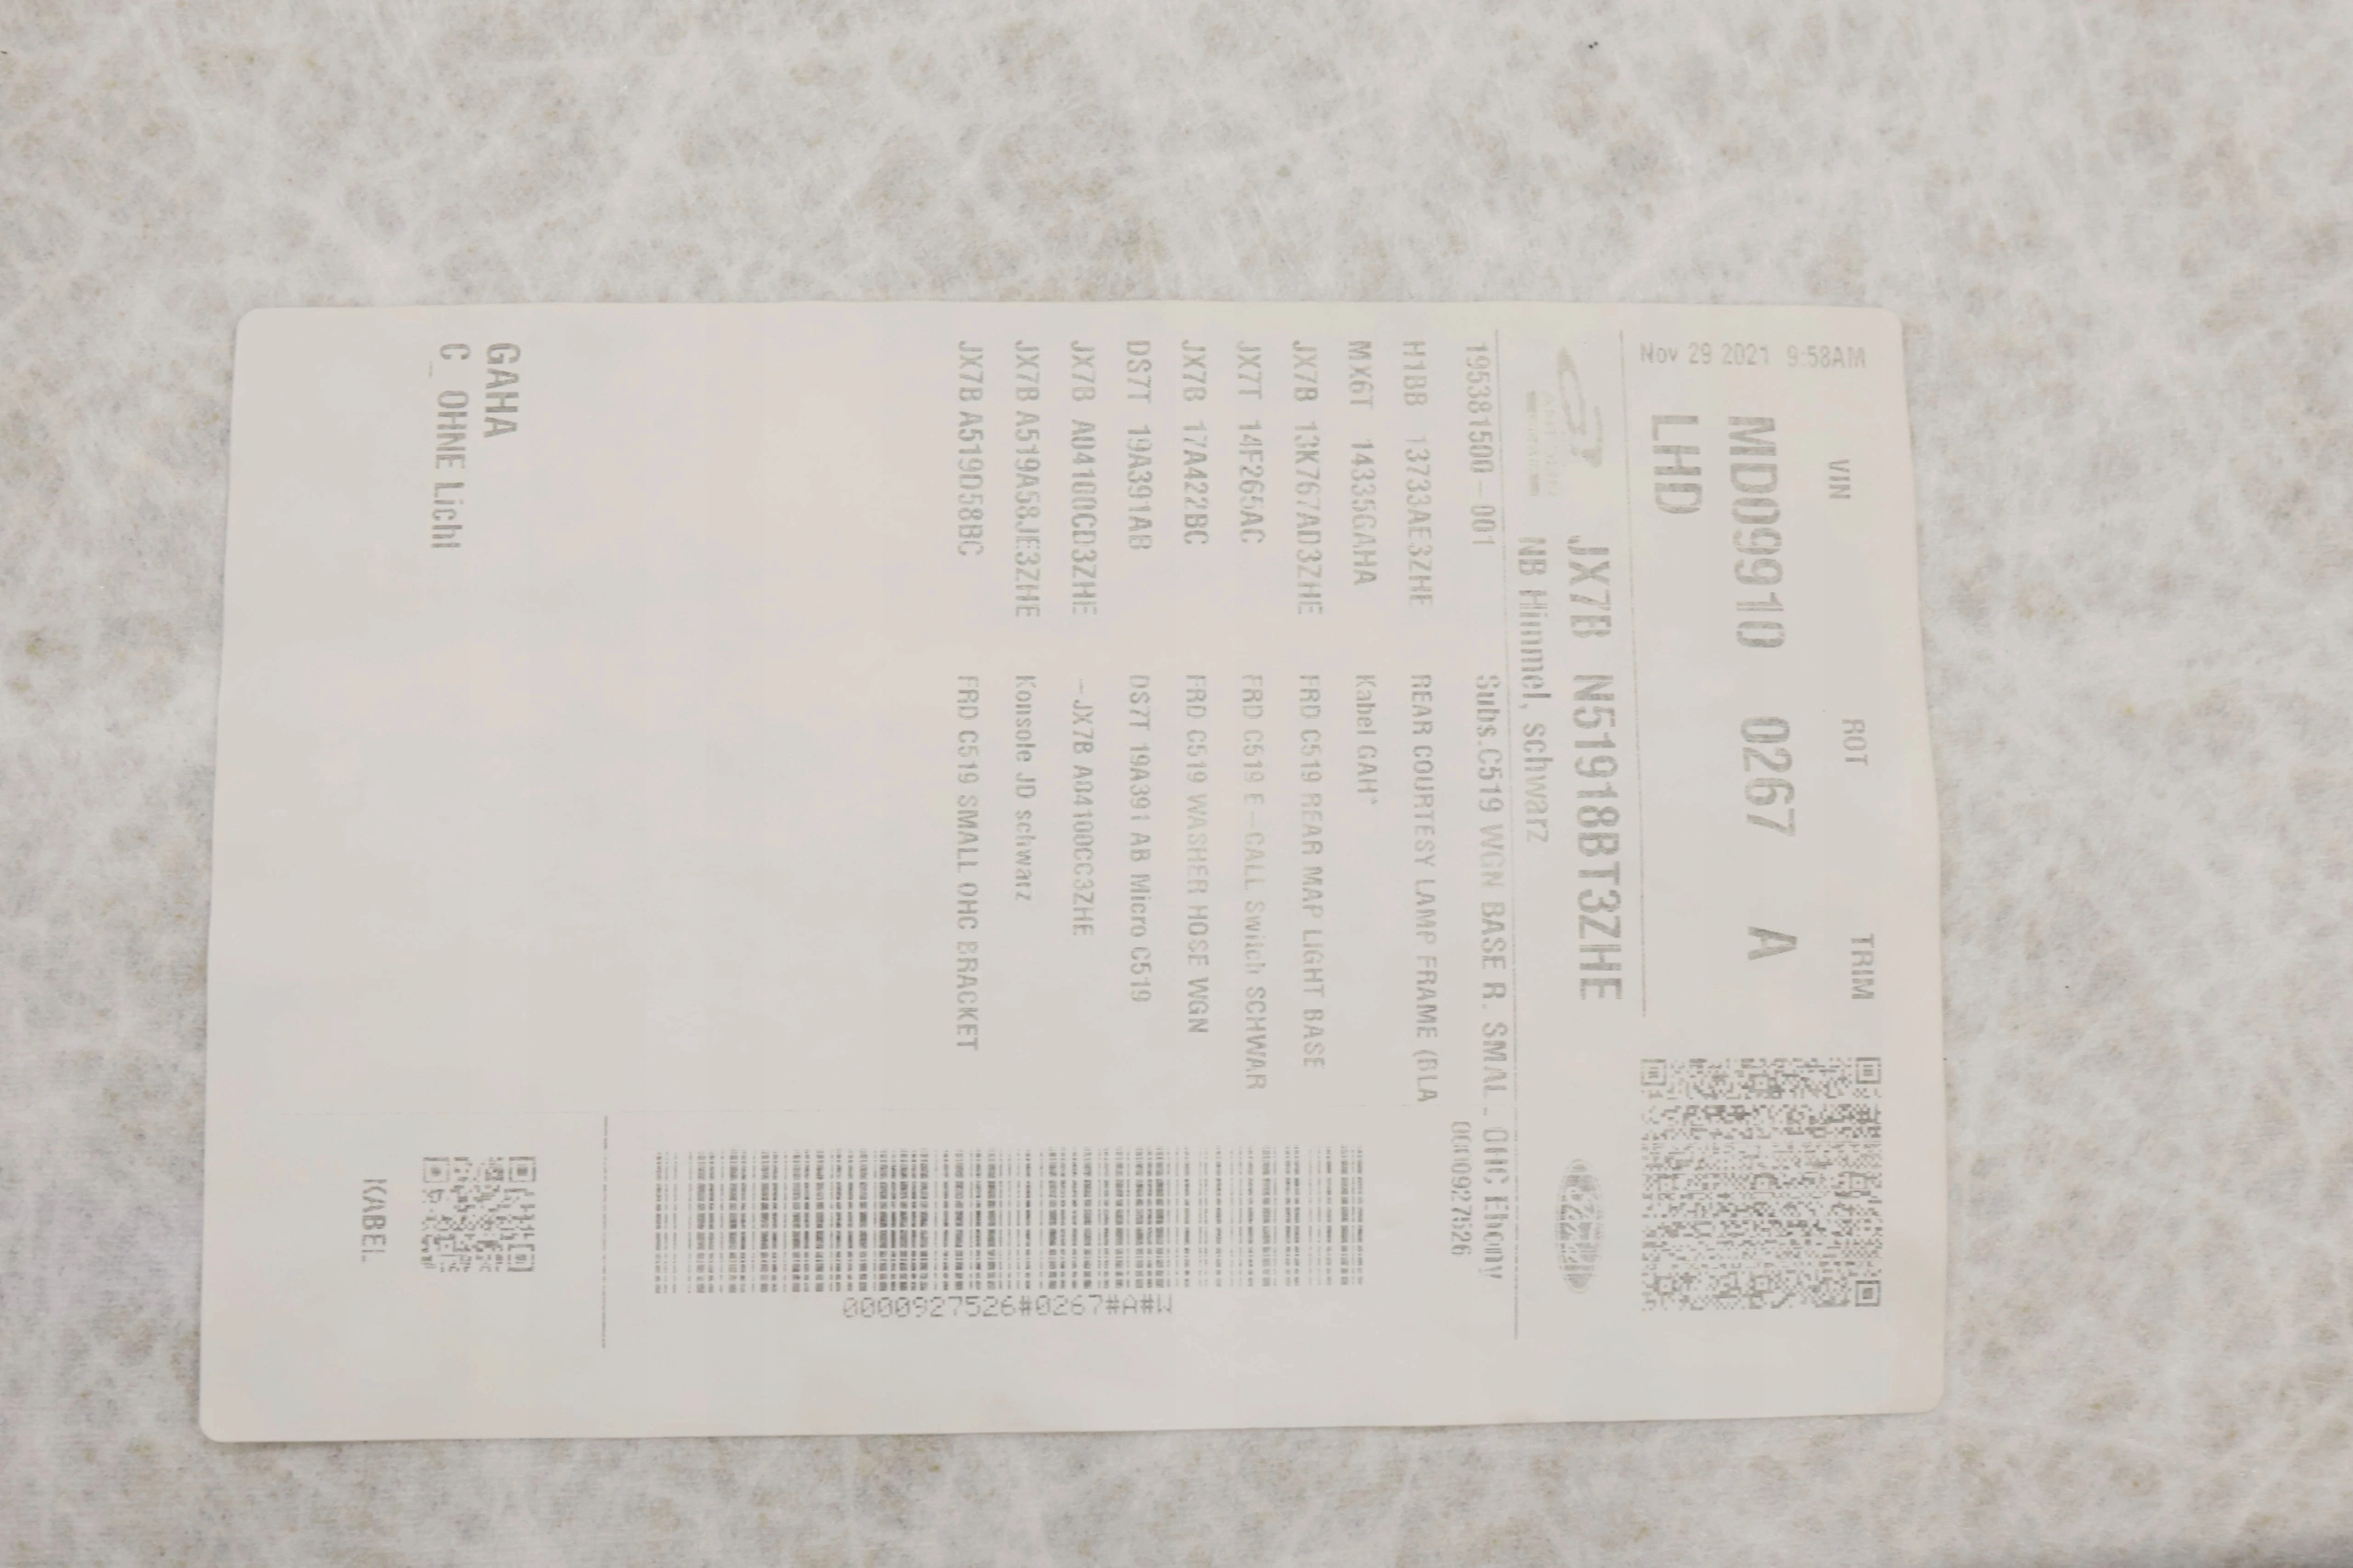 Nov 29 2021 9:58AM
VIN ROT TRIM
MD09910 0267 A
LHD
JX7B N51918BT3ZHE
NB Himmel, schwarz
195381500-001 Subs.C519 WGN BASE R. SMAL. OHC Ebony
0000927526
H1BB 13733AE3ZHE REAR COURTESY LAMP FRAME (BLA
MX6T 14335GAHA Kabel GAH*
JX7B 13K767AD3ZHE FRD C519 REAR MAP LIGHT BASE
JX7T 14F265AC FRD C519 E-CALL Switch SCHWAR
JX7B 17A422BC FRD C519 WASHER HOSE WGN
DS7T 19A391AB DS7T 19A391 AB Micro C519
JX7B A04100CD3ZHE -JX7B A04100CC3ZHE
JX7B A519A58JE3ZHE Konsole JD schwarz
JX7B A519D58BC FRD C519 SMALL OHC BRACKET
0000927526#0267#A#W
GAHA
C_ OHNE Licht
KABEL